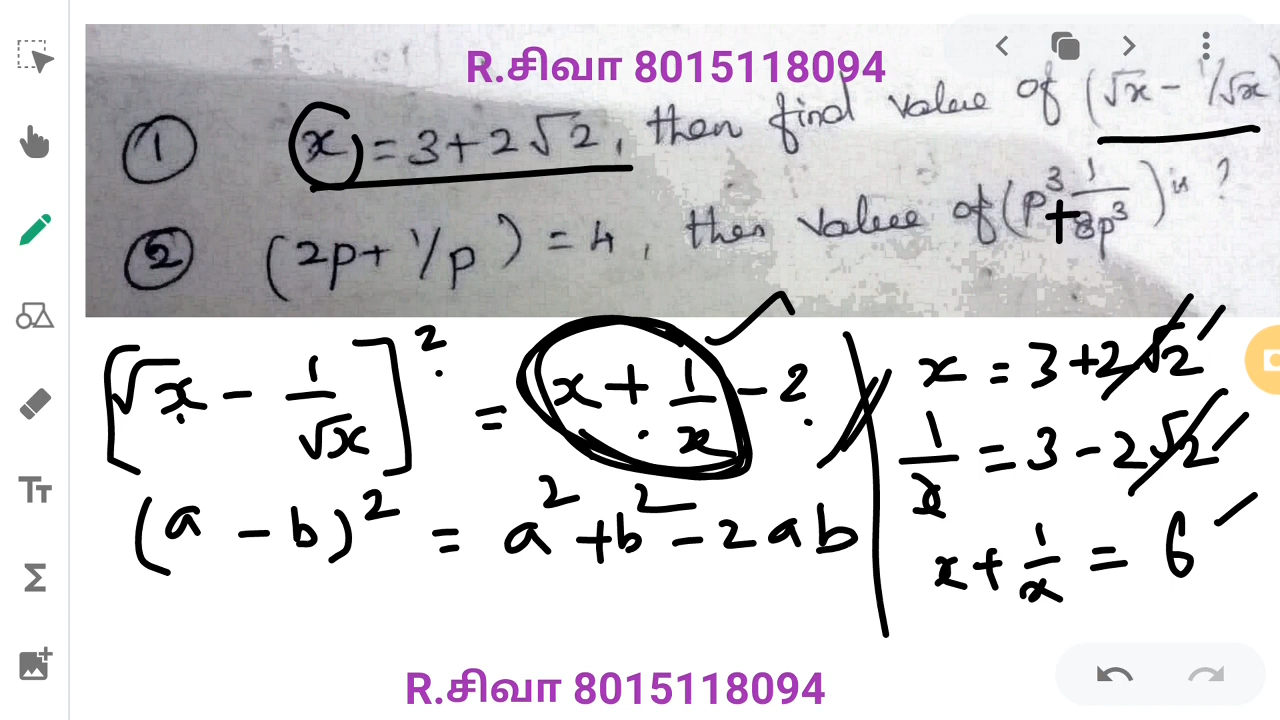 R.சிவா 8015118094
① x = 3 + 2√2, then find value of (√x - 1/√x)
② (2p + 1/p) = 4, then value of (p³ + 1/8p³) is ?
[√x - 1/√x]² = x + 1/x - 2
(a - b)² = a² + b² - 2ab
x = 3 + 2√2
1/x = 3 - 2√2
x + 1/x = 6
R.சிவா 8015118094